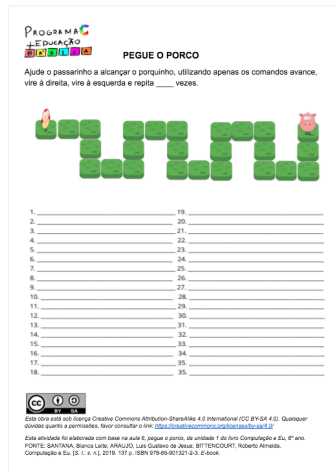 PROGRAMAÇ
+EDUCAÇÃO
BAHIA
PEGUE O PORCO
Ajude o passarinho a alcançar o porquinho, utilizando apenas os comandos avance,
vire à direita, vire à esquerda e repita ____ vezes.
1. 19.
2. 20.
3. 21.
4. 22.
5. 23.
6. 24.
7. 25.
8. 26.
9. 27.
10. 28.
11. 29.
12. 30.
13. 31.
14. 32.
15. 33.
16. 34.
17. 35.
18.
cc BY SA
Esta obra está sob licença Creative Commons Attribution-ShareAlike 4.0 International (CC BY-SA 4.0). Quaisquer
dúvidas quanto a permissões, favor consultar o link: https://creativecommons.org/licenses/by-sa/4.0/
Esta atividade foi elaborada com base na aula 6, pegue o porco, da unidade 1 do livro Computação e Eu, 6º ano.
FONTE: SANTANA, Bianca Leite; ARAUJO, Luis Gustavo de Jesus; BITTENCOURT, Roberto Almeida.
Computação e Eu. [S. l.: s. n.], 2019. 137 p. ISBN 978-65-901321-2-3. E-book.